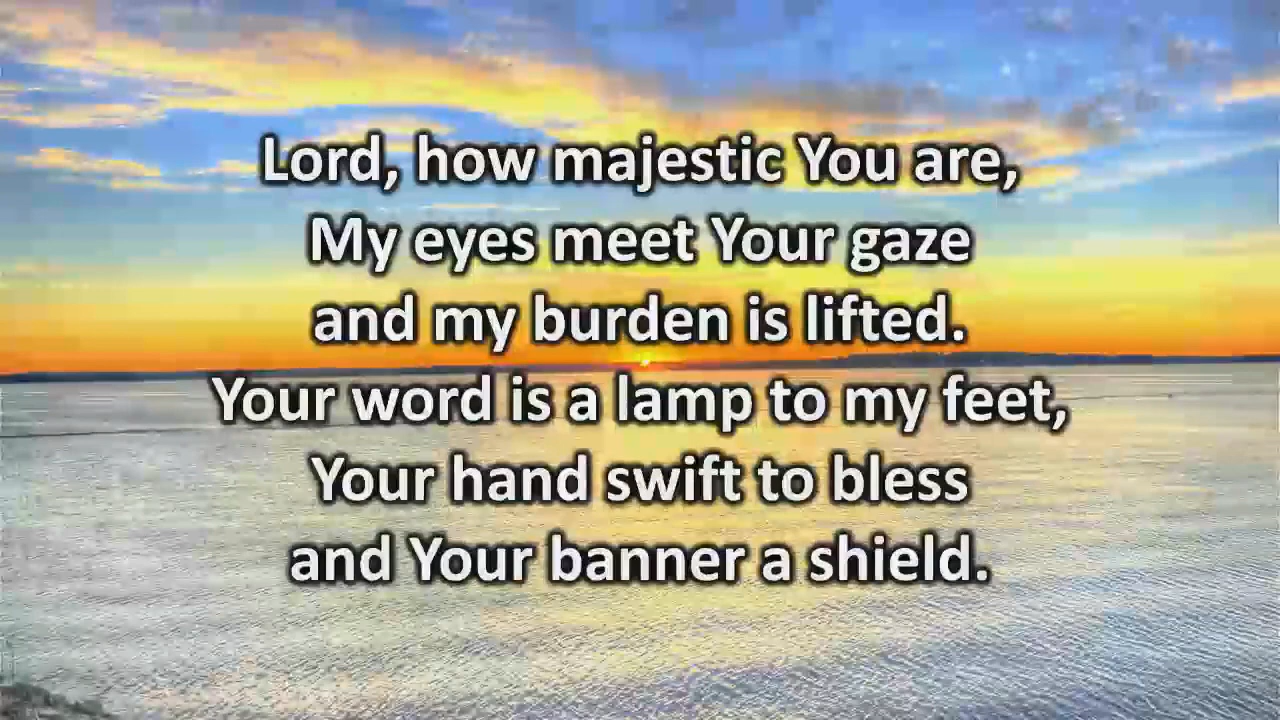 Lord, how majestic You are,
My eyes meet Your gaze
and my burden is lifted.
Your word is a lamp to my feet,
Your hand swift to bless
and Your banner a shield.